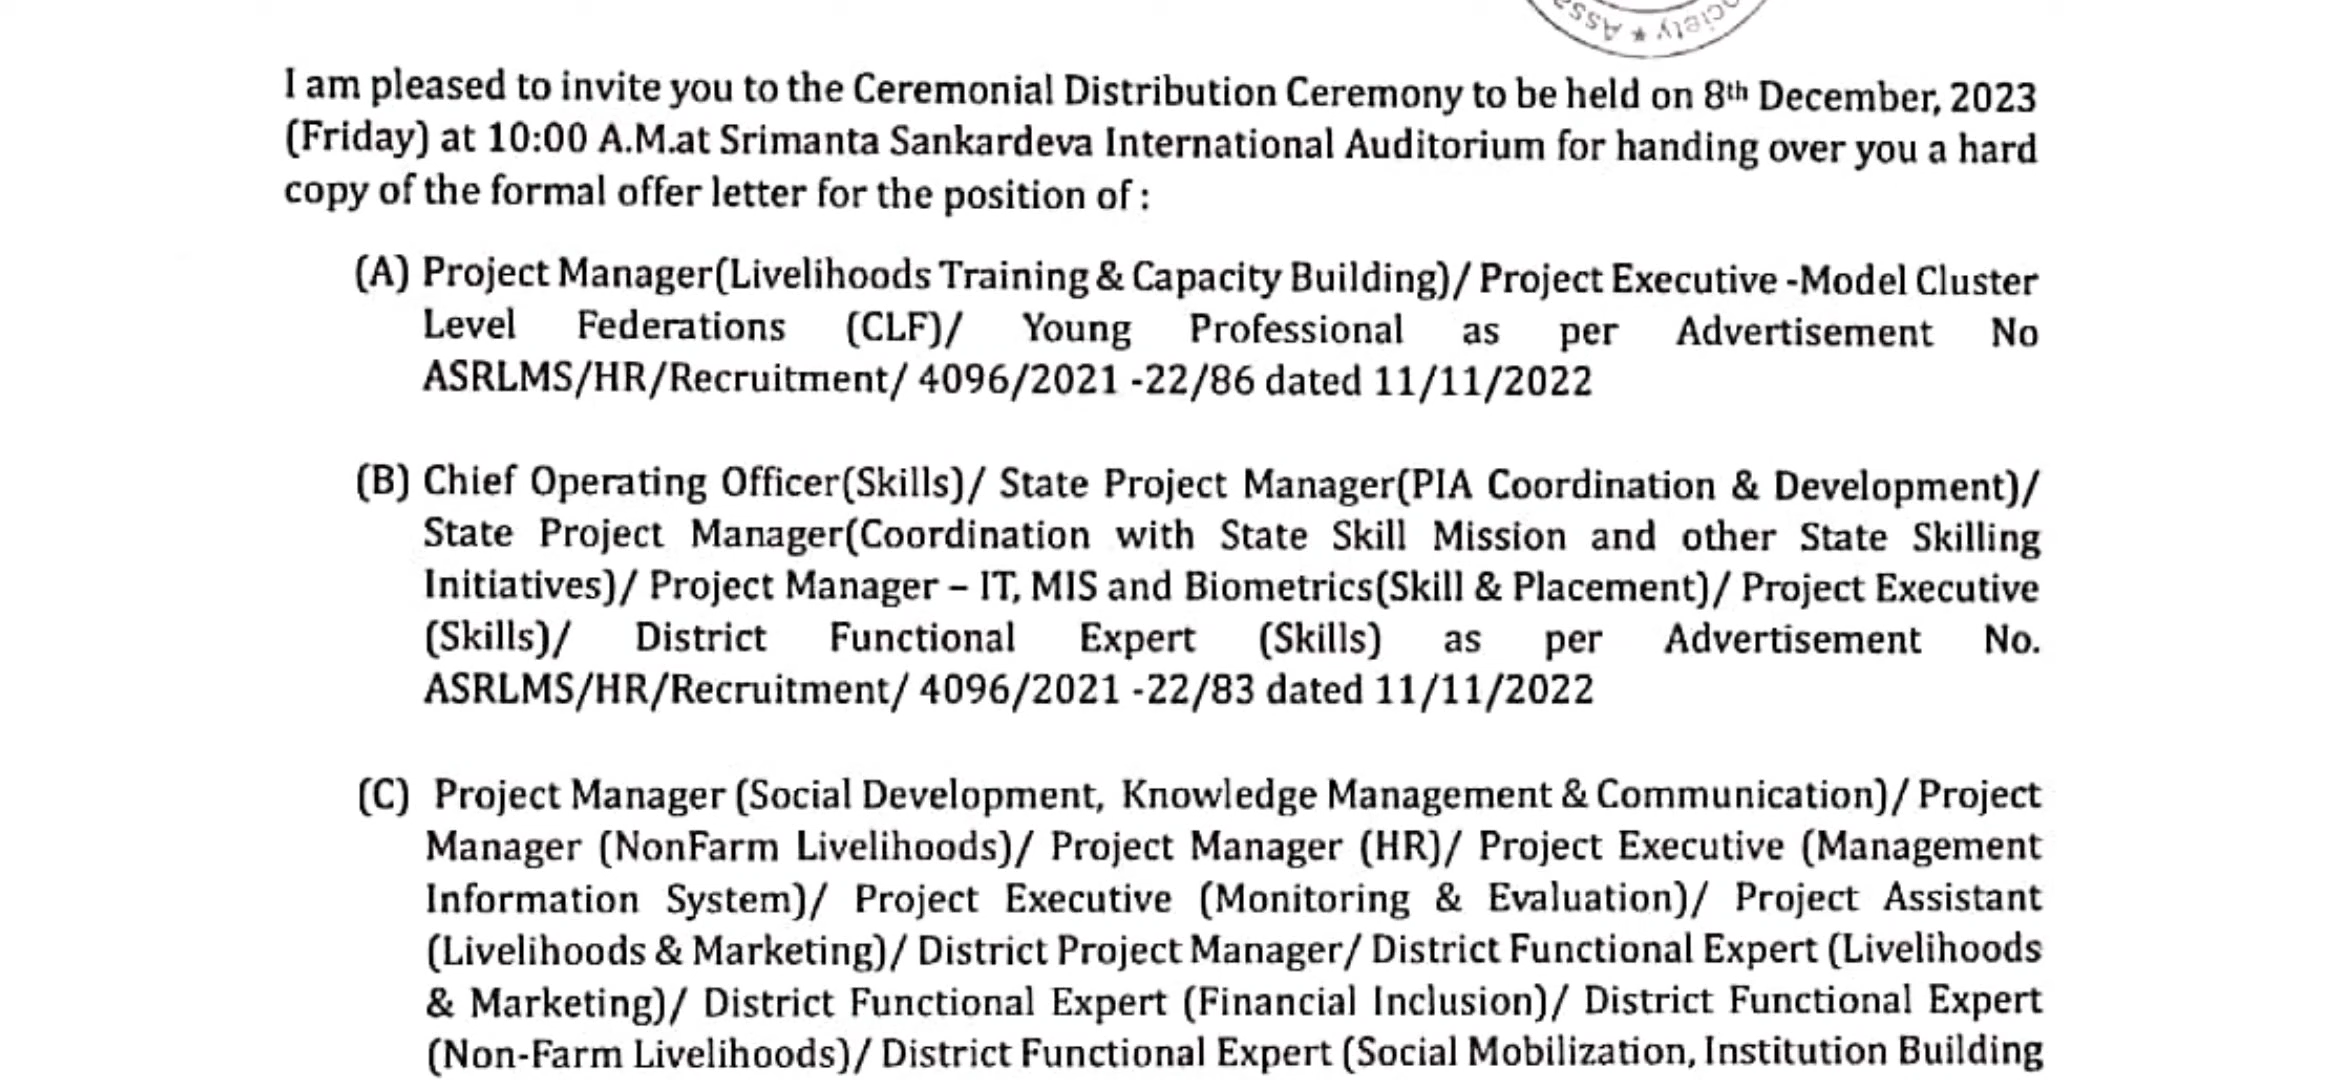 ciety * Assa
I am pleased to invite you to the Ceremonial Distribution Ceremony to be held on 8th December, 2023
(Friday) at 10:00 A.M.at Srimanta Sankardeva International Auditorium for handing over you a hard
copy of the formal offer letter for the position of :
(A) Project Manager(Livelihoods Training & Capacity Building)/ Project Executive -Model Cluster
Level Federations (CLF)/ Young Professional as per Advertisement No
ASRLMS/HR/Recruitment/ 4096/2021 -22/86 dated 11/11/2022
(B) Chief Operating Officer(Skills)/ State Project Manager(PIA Coordination & Development)/
State Project Manager(Coordination with State Skill Mission and other State Skilling
Initiatives)/ Project Manager – IT, MIS and Biometrics(Skill & Placement)/ Project Executive
(Skills)/ District Functional Expert (Skills) as per Advertisement No.
ASRLMS/HR/Recruitment/ 4096/2021 -22/83 dated 11/11/2022
(C) Project Manager (Social Development, Knowledge Management & Communication)/ Project
Manager (NonFarm Livelihoods)/ Project Manager (HR)/ Project Executive (Management
Information System)/ Project Executive (Monitoring & Evaluation)/ Project Assistant
(Livelihoods & Marketing)/ District Project Manager/ District Functional Expert (Livelihoods
& Marketing)/ District Functional Expert (Financial Inclusion)/ District Functional Expert
(Non-Farm Livelihoods)/ District Functional Expert (Social Mobilization, Institution Building